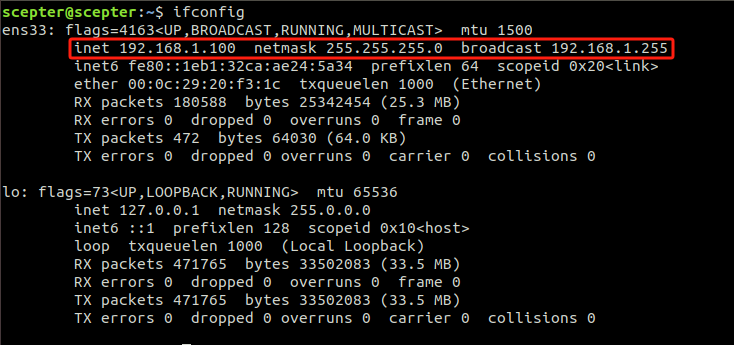 scepter@scepter:~$ ifconfig
ens33: flags=4163<UP,BROADCAST,RUNNING,MULTICAST>  mtu 1500
        inet 192.168.1.100  netmask 255.255.255.0  broadcast 192.168.1.255
        inet6 fe80::1eb1:32ca:ae24:5a34  prefixlen 64  scopeid 0x20<link>
        ether 00:0c:29:20:f3:1c  txqueuelen 1000  (Ethernet)
        RX packets 180588  bytes 25342454 (25.3 MB)
        RX errors 0  dropped 0  overruns 0  frame 0
        TX packets 472  bytes 64030 (64.0 KB)
        TX errors 0  dropped 0 overruns 0  carrier 0  collisions 0
lo: flags=73<UP,LOOPBACK,RUNNING>  mtu 65536
        inet 127.0.0.1  netmask 255.0.0.0
        inet6 ::1  prefixlen 128  scopeid 0x10<host>
        loop  txqueuelen 1000  (Local Loopback)
        RX packets 471765  bytes 33502083 (33.5 MB)
        RX errors 0  dropped 0  overruns 0  frame 0
        TX packets 471765  bytes 33502083 (33.5 MB)
        TX errors 0  dropped 0 overruns 0  carrier 0  collisions 0